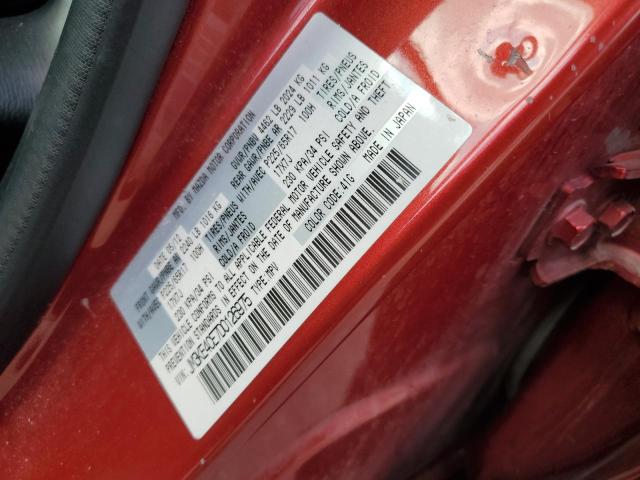 MFD. BY MAZDA MOTOR CORPORATION
DATE 05/12 GWR/PNBV 4462 LB 2024 KG
FRONT GAWR/PNBE AV 2240 LB 1016 KG REAR GAWR/PNBE AR 2229 LB 1011 KG
WITH/AVEC P225/65R17 100H TIRES/PNEUS WITH/AVEC P225/65R17 100H TIRES/PNEUS
17X7J RIMS/JANTES 17X7J RIMS/JANTES
230 KPA/34 PSI COLD/A FROID 230 KPA/34 PSI COLD/A FROID
THIS VEHICLE CONFORMS TO ALL APPLICABLE FEDERAL MOTOR VEHICLE SAFETY AND THEFT
PREVENTION STANDARDS IN EFFECT ON THE DATE OF MANUFACTURE SHOWN ABOVE.
VIN: TYPE: MPV COLOR CODE: 41G MADE IN JAPAN